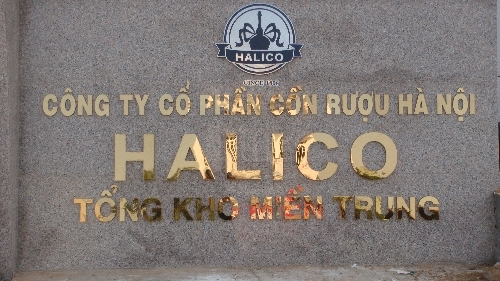 HALICO
CÔNG TY CỔ PHẦN CỒN RƯỢU HÀ NỘI
HALICO
TỔNG KHO MIỀN TRUNG